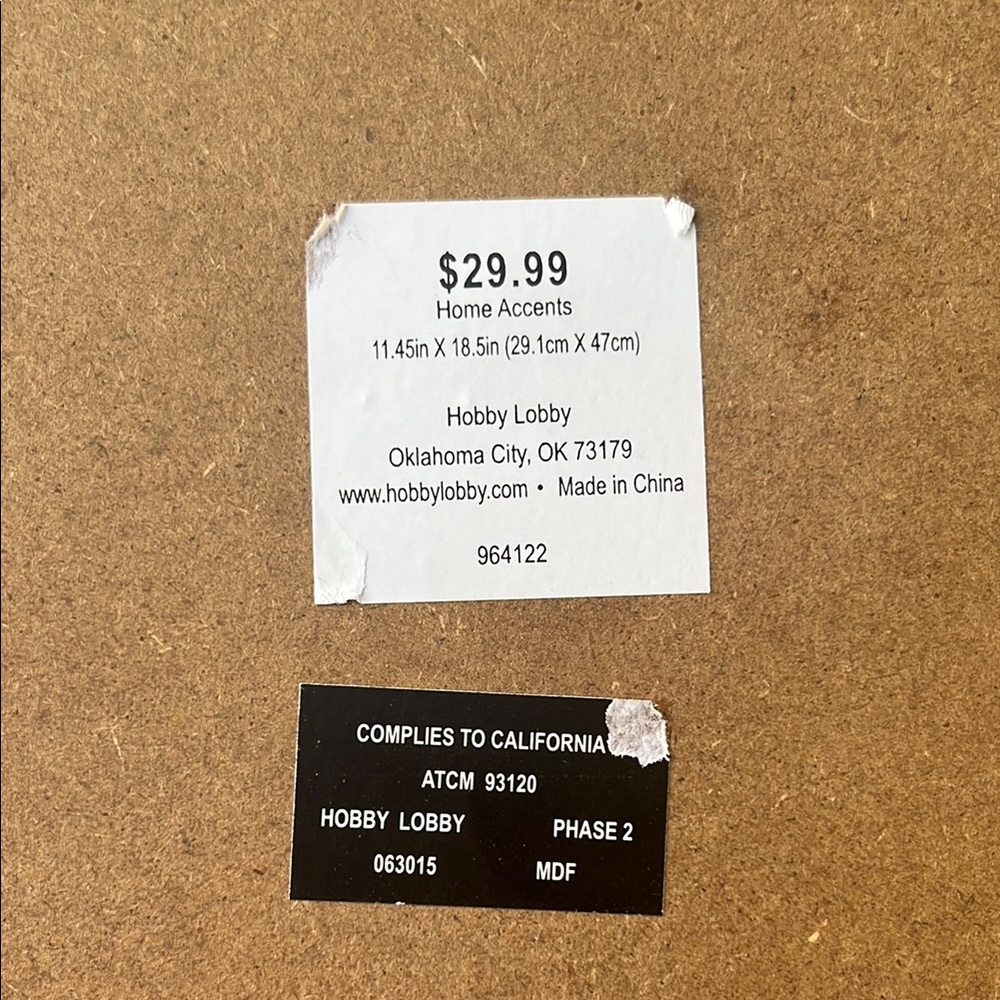 $29.99
Home Accents
11.45in X 18.5in (29.1cm X 47cm)
Hobby Lobby
Oklahoma City, OK 73179
www.hobbylobby.com • Made in China
964122
COMPLIES TO CALIFORNIA
ATCM 93120
HOBBY LOBBY PHASE 2
063015 MDF